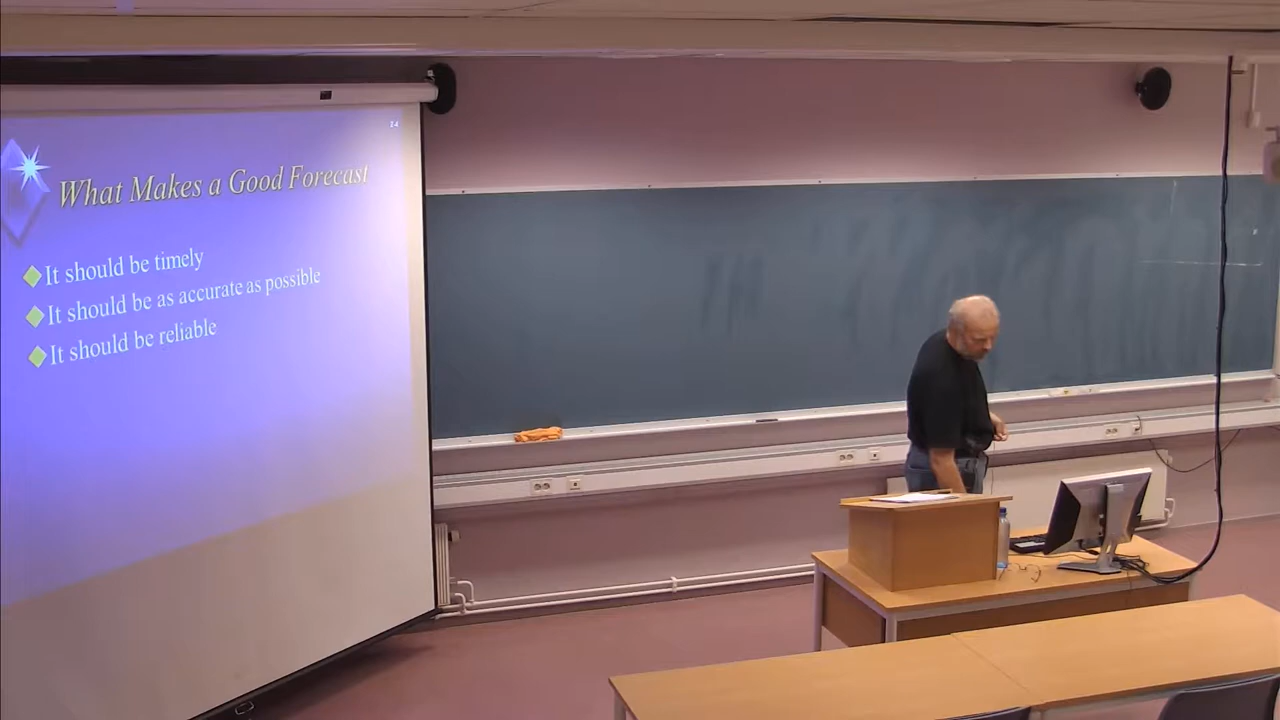 What Makes a Good Forecast
It should be timely
It should be as accurate as possible
It should be reliable